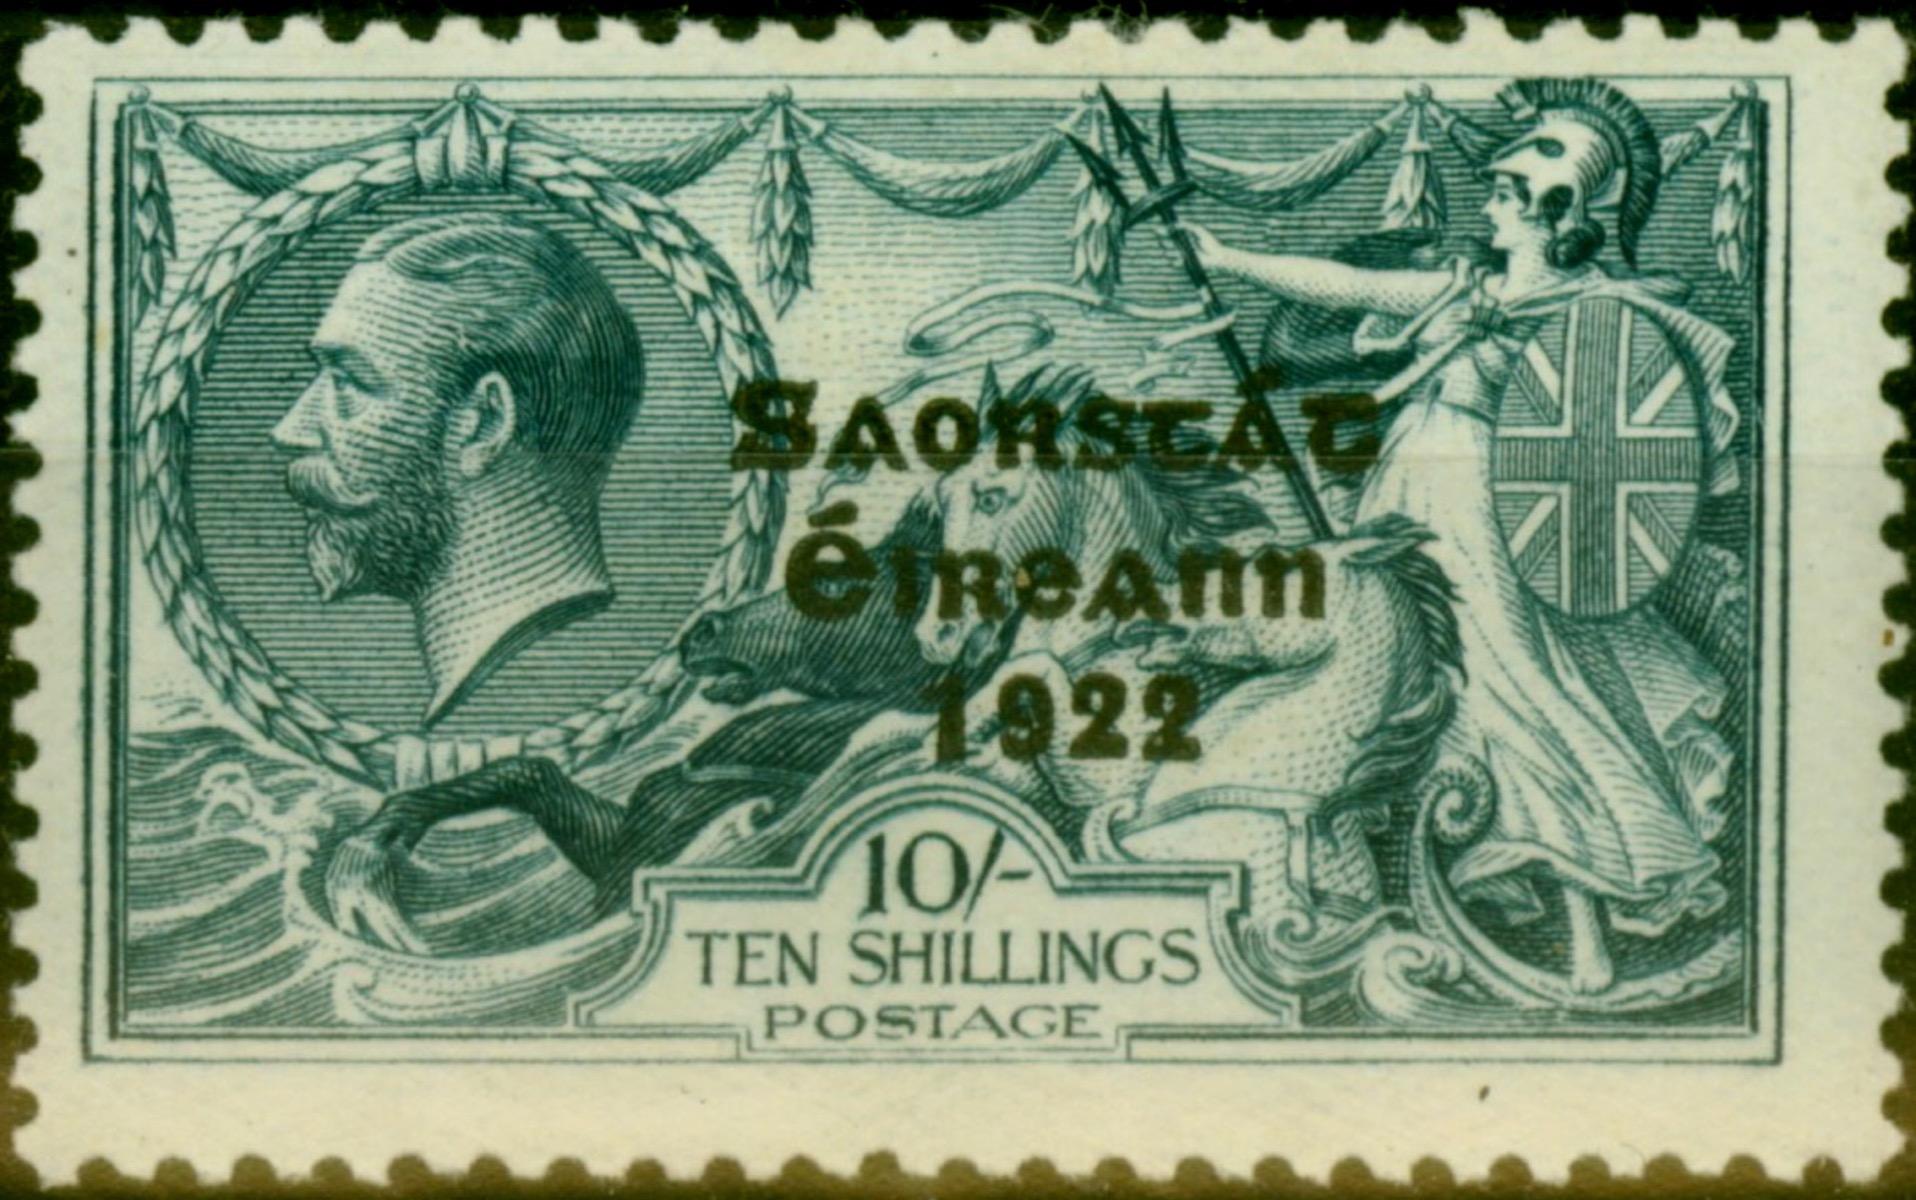 Saorstát
Éireann
1922
10/-
TEN SHILLINGS
POSTAGE